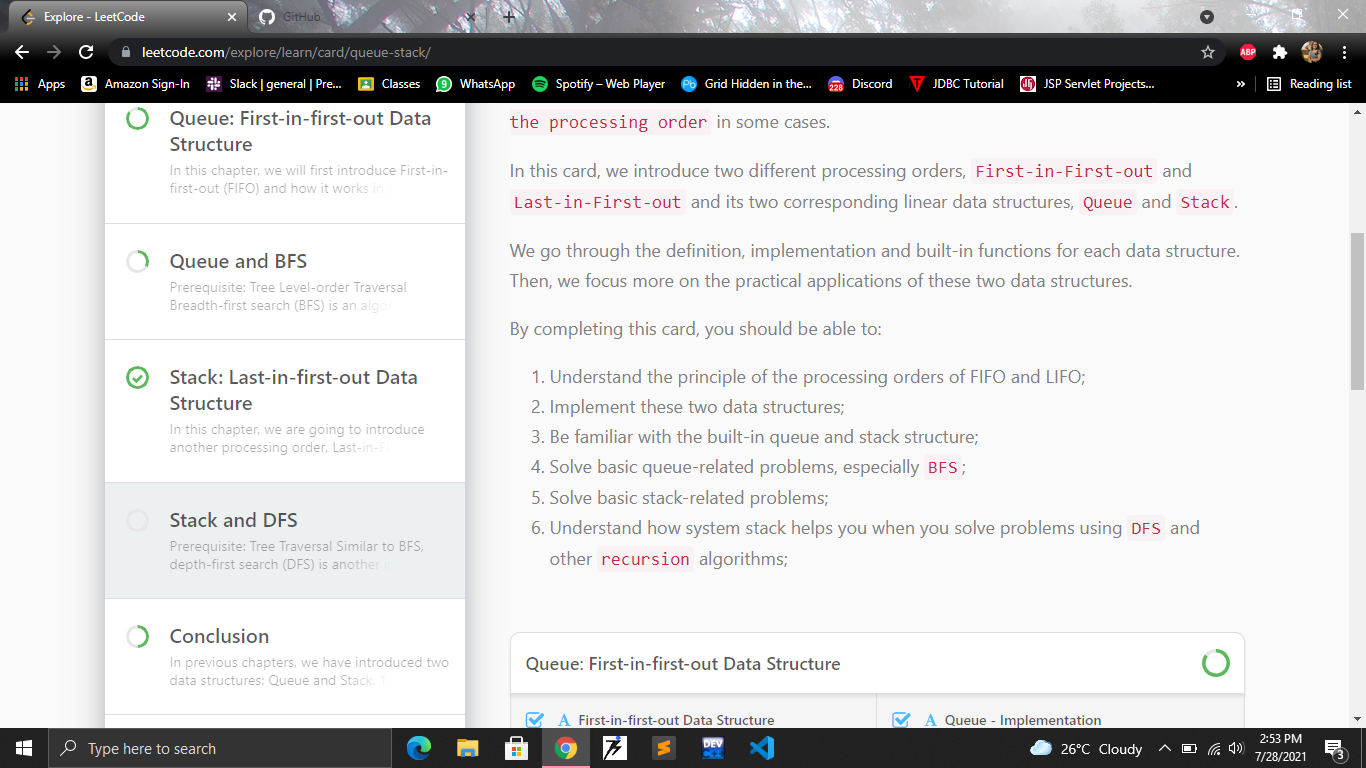 Explore - LeetCode
GitHub
leetcode.com/explore/learn/card/queue-stack/
ABP
Apps
Amazon Sign-In
Slack | general | Pre...
Classes
9
WhatsApp
Spotify – Web Player
Pb
Grid Hidden in the...
228
Discord
JDBC Tutorial
JSP Servlet Projects...
»
Reading list
Queue: First-in-first-out Data
Structure
In this chapter, we will first introduce First-in-
first-out (FIFO) and how it works in
Queue and BFS
Prerequisite: Tree Level-order Traversal
Breadth-first search (BFS) is an algo
Stack: Last-in-first-out Data
Structure
In this chapter, we are going to introduce
another processing order, Last-in-Fi
Stack and DFS
Prerequisite: Tree Traversal Similar to BFS,
depth-first search (DFS) is another
Conclusion
In previous chapters, we have introduced two
data structures: Queue and Stack. 1
the processing order in some cases.
In this card, we introduce two different processing orders, First-in-First-out and
Last-in-First-out and its two corresponding linear data structures, Queue and Stack.
We go through the definition, implementation and built-in functions for each data structure.
Then, we focus more on the practical applications of these two data structures.
By completing this card, you should be able to:
1. Understand the principle of the processing orders of FIFO and LIFO;
2. Implement these two data structures;
3. Be familiar with the built-in queue and stack structure;
4. Solve basic queue-related problems, especially BFS;
5. Solve basic stack-related problems;
6. Understand how system stack helps you when you solve problems using DFS and
other recursion algorithms;
Queue: First-in-first-out Data Structure
A First-in-first-out Data Structure
A Queue - Implementation
Type here to search
DEV
26°C Cloudy
2:53 PM
7/28/2021
3